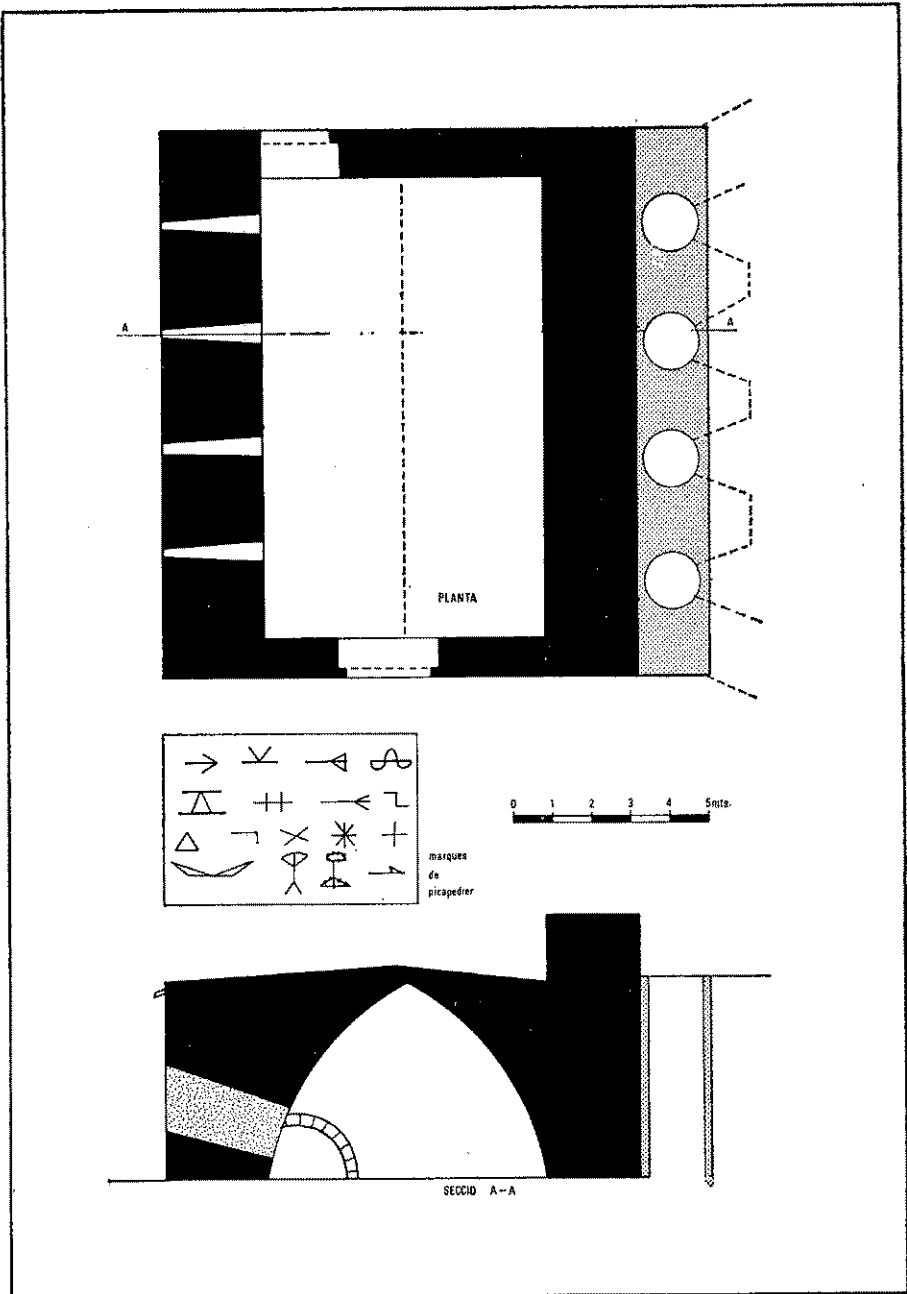 A
A
PLANTA
0 1 2 3 4 5mts.
marques
de
picapedrer
SECCIO A-A